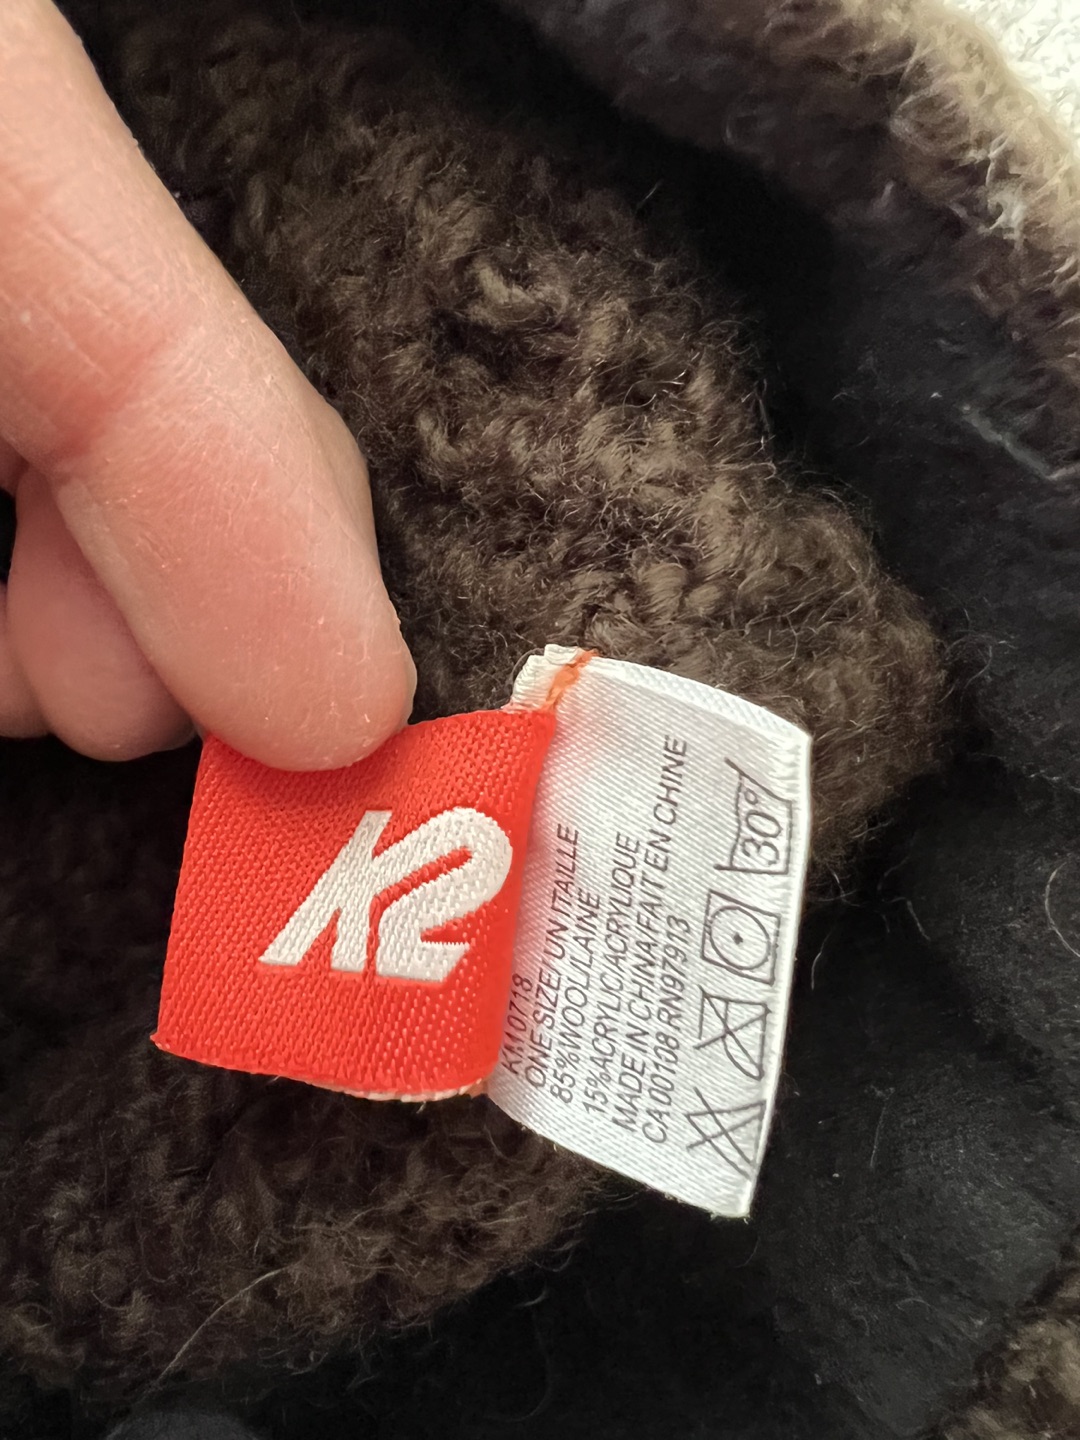 K2
KM10718
ONE SIZE/ UNI TAILLE
85% WOOL/LAINE
15% ACRYLIC/ACRYLIQUE
MADE IN CHINA/FAIT EN CHINE
CA 00108 RN97913
30°